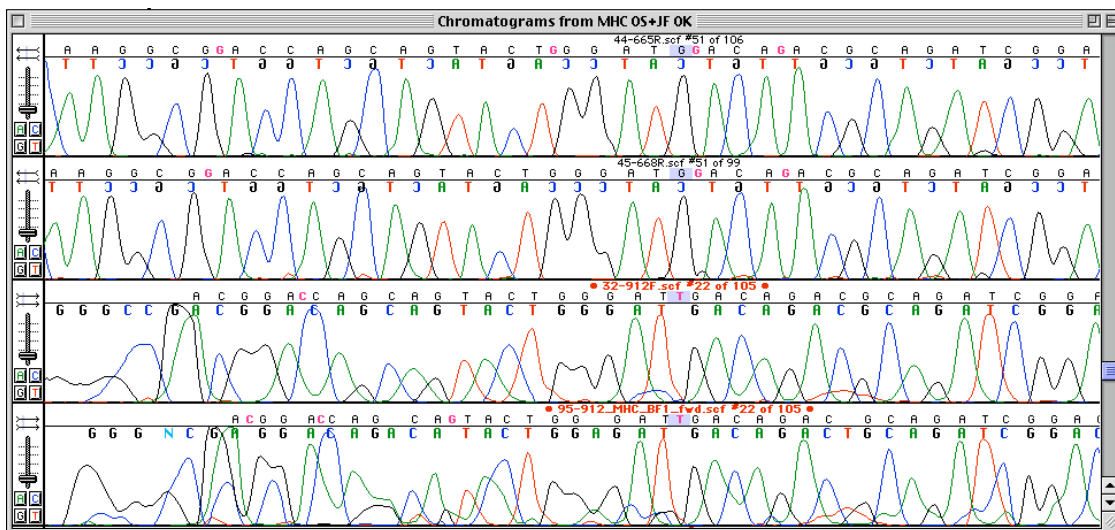 Chromatograms from MHC OS+JF OK
44-665R.scf #51 of 106
A A G G C G G A C C A G C A G T A C T G G G A T G G A C A G A C G C A G A T C G G A
T T C C G C T G G T C G T C A T G A C C T A C T G T T G C G T C T A G C C T
A C
G T
45-668R.scf #51 of 99
A A G G C G G A C C A G C A G T A C T G G G A T G G A C A G A C G C A G A T C G G A
T T C C G C T G G T C G T C A T G A C C C T A C T G T T G C G T C T A G C C T
A C
G T
32-912F.scf #22 of 105
A C G G A C C A G C A G T A C T G G G A T T G A C A G A C G C A G A T C G G A
G G G C C G A C G G A C A G C A G T A C T G G G A T G A C A G A C G C A G A T C G G A
A C
G T
95-912_MHC_BF1_fwd.scf #22 of 105
A C G G A C C A G C A G T A C T G G G A T T G A C A G A C G C A G A T C G G
G G G N C G A G G A C A G A C A T A C T G G A G A T G A C A G A C T G C A G A T C G G A C
A C
G T